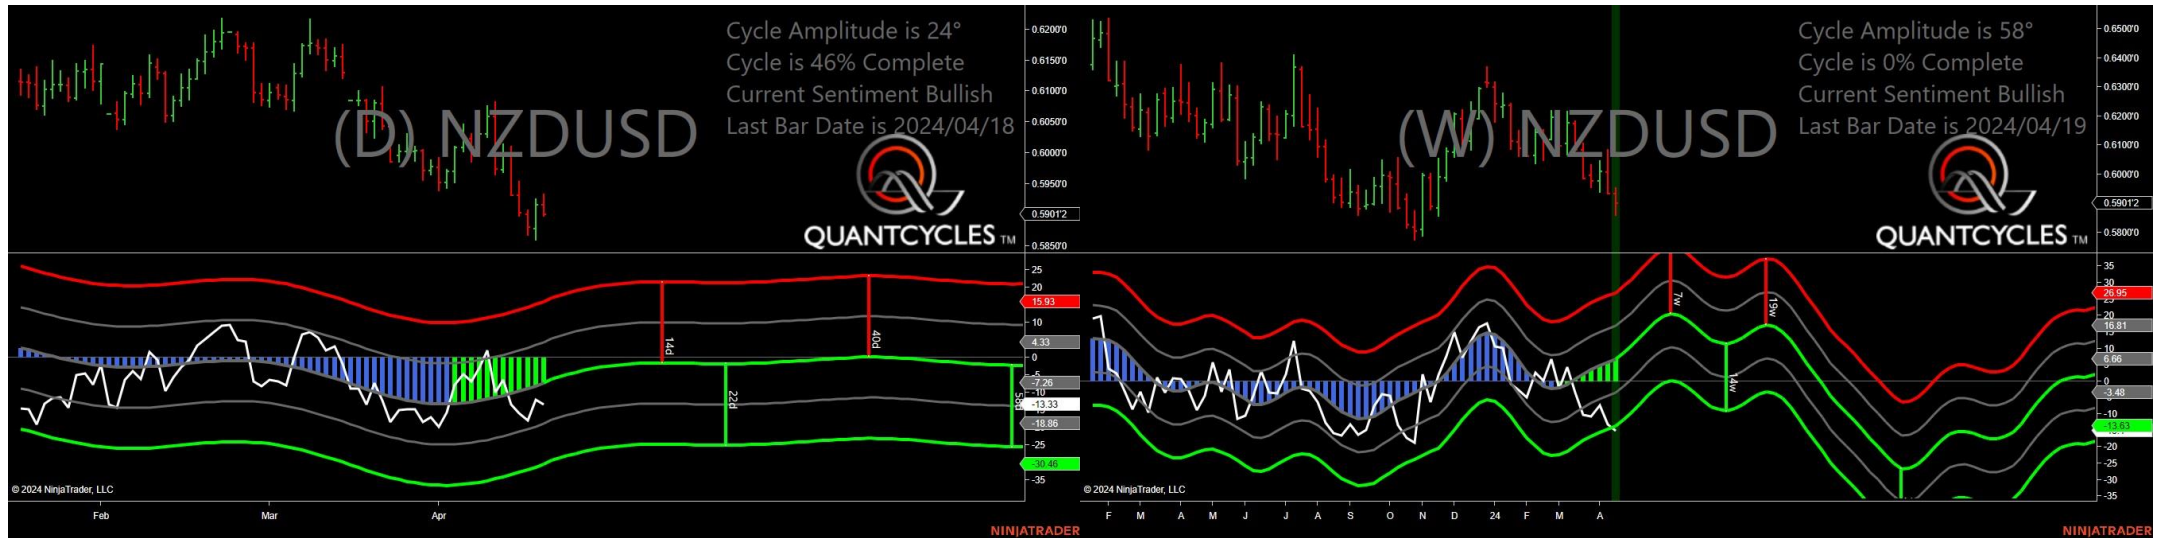 Cycle Amplitude is 24°
Cycle is 46% Complete
Current Sentiment Bullish
Last Bar Date is 2024/04/18
(D) NZDUSD
QUANTCYCLES TM
0.6200'0
0.6150'0
0.6100'0
0.6050'0
0.6000'0
0.5950'0
0.5901'2
0.5850'0
25
20
15.93
10
4.33
0
-5
-7.26
-10
-13.33
-18.86
-25
-30.46
-35
14d
22d
40d
58d
© 2024 NinjaTrader, LLC
Feb Mar Apr
NINJATRADER
Cycle Amplitude is 58°
Cycle is 0% Complete
Current Sentiment Bullish
Last Bar Date is 2024/04/19
(W) NZDUSD
QUANTCYCLES TM
0.6500'0
0.6400'0
0.6300'0
0.6200'0
0.6100'0
0.6000'0
0.5901'2
0.5800'0
35
26.95
20
16.81
10
6.66
0
-3.48
-10
-13.63
-20
-25
-30
-35
7w
14w
19w
© 2024 NinjaTrader, LLC
F M A M J J A S O N D 24 F M A
NINJATRADER